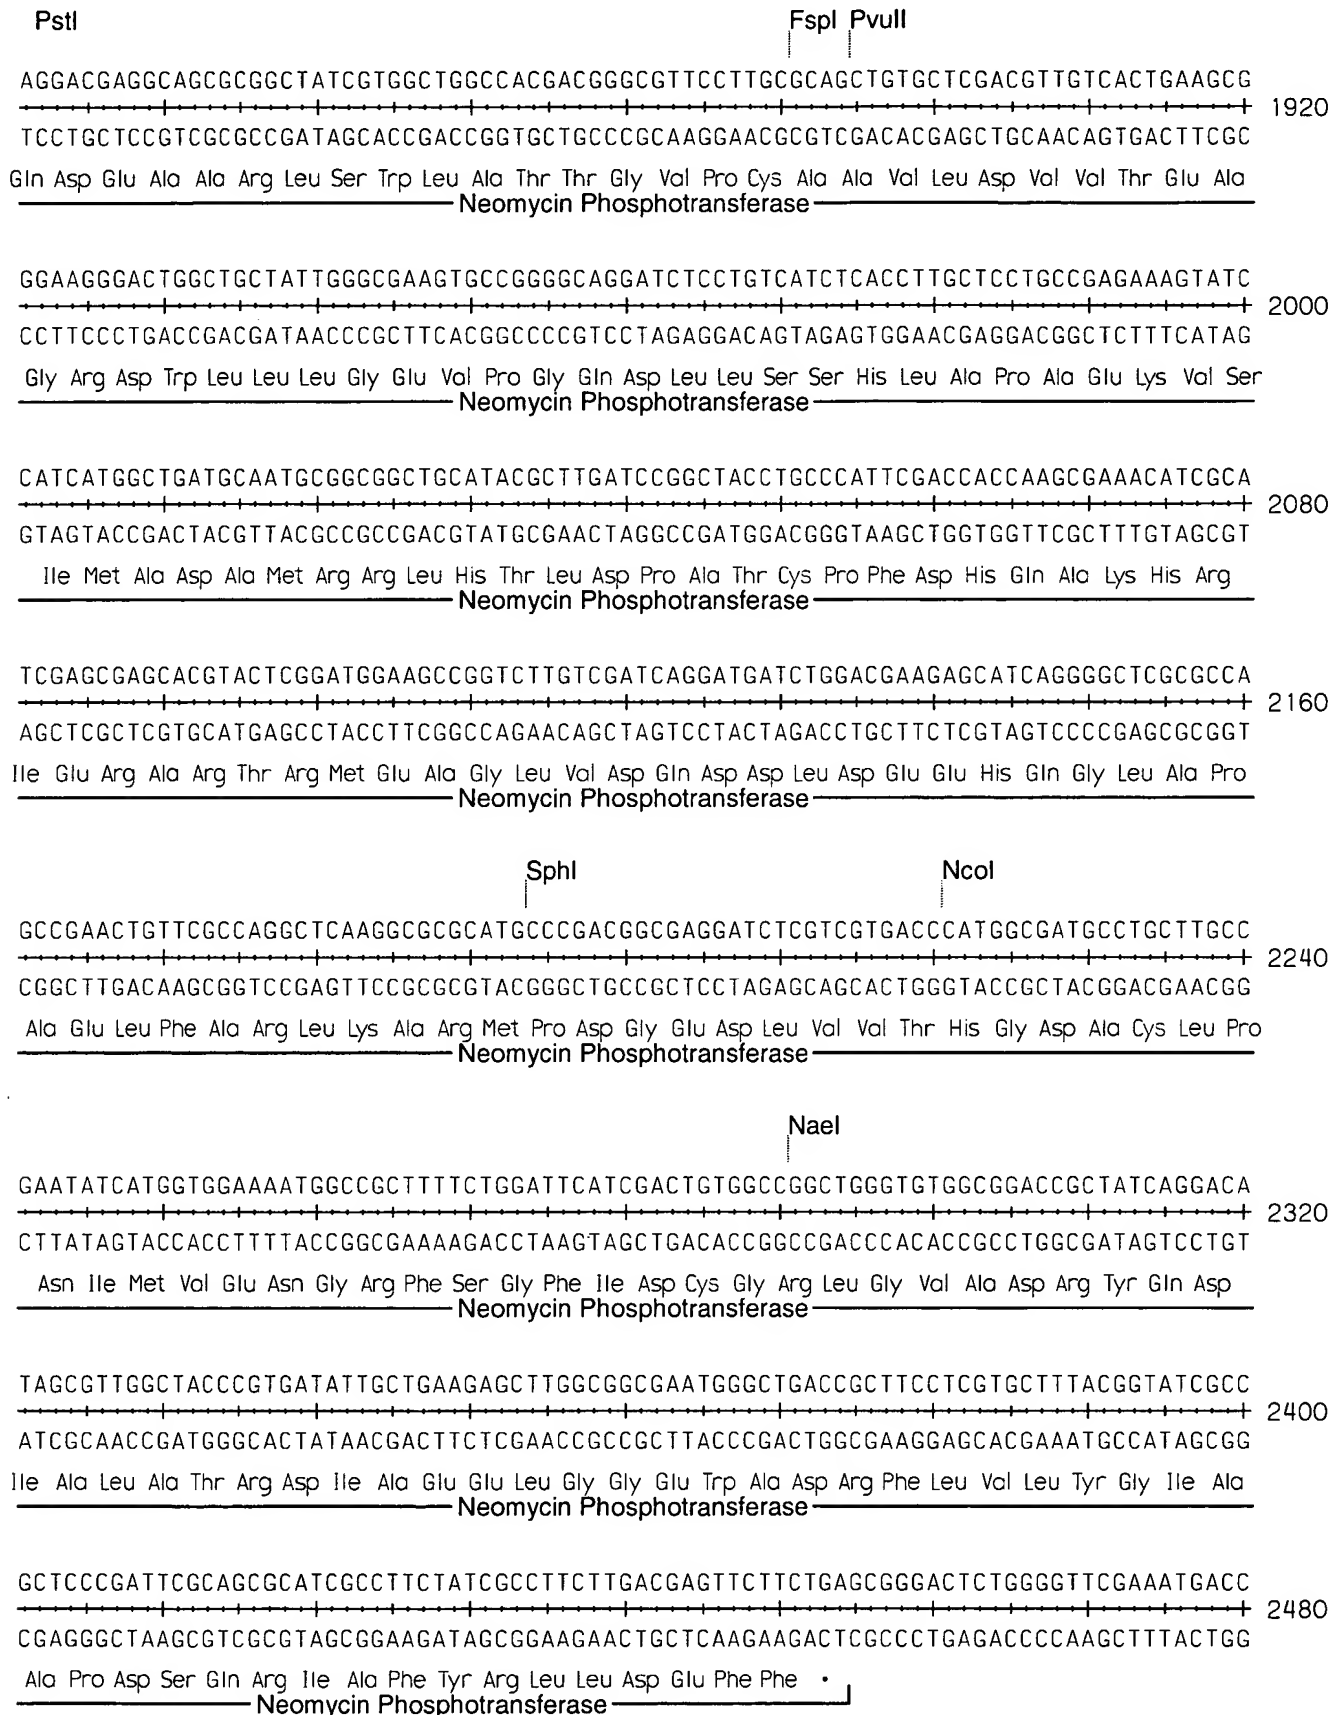 PstI FspI PvuII
AGGACGAGGCAGCGCGGCTATCGTGGCTGGCCACGACGGGCGTTCCTTGCGCAGCTGTGCTCGACGTTGTCACTGAAGCG
1920
TCCTGCTCCGTCGCGCCGATAGCACCGACCGGTGCTGCCCGCAAGGAACGCGTCGACACGAGCTGCAACAGTGACTTCGC
Gln Asp Glu Ala Ala Arg Leu Ser Trp Leu Ala Thr Thr Gly Val Pro Cys Ala Ala Val Leu Asp Val Val Thr Glu Ala
Neomycin Phosphotransferase
GGAAGGGACTGGCTGCTATTGGGCGAAGTGCCGGGGCAGGATCTCCTGTCATCTCACCTTGCTCCTGCCGAGAAAGTATC
2000
CCTTCCCTGACCGACGATAACCCGCTTCACGGCCCCGTCCTAGAGGACAGTAGAGTGGAACGAGGACGGCTCTTTCATAG
Gly Arg Asp Trp Leu Leu Leu Gly Glu Val Pro Gly Gln Asp Leu Leu Ser Ser His Leu Ala Pro Ala Glu Lys Val Ser
Neomycin Phosphotransferase
CATCATGGCTGATGCAATGCGGCGGCTGCATACGCTTGATCCGGCTACCTGCCCATTCGACCACCAAGCGAAACATCGCA
2080
GTAGTACCGACTACGTTACGCCGCCGACGTATGCGAACTAGGCCGATGGACGGGTAAGCTGGTGGTTCGCTTTGTAGCGT
Ile Met Ala Asp Ala Met Arg Arg Leu His Thr Leu Asp Pro Ala Thr Cys Pro Phe Asp His Gln Ala Lys His Arg
Neomycin Phosphotransferase
TCGAGCGAGCACGTACTCGGATGGAAGCCGGTCTTGTCGATCAGGATGATCTGGACGAAGAGCATCAGGGGCTCGCGCCA
2160
AGCTCGCTCGTGCATGAGCCTACCTTCGGCCAGAACAGCTAGTCCTACTAGACCTGCTTCTCGTAGTCCCCGAGCGCGGT
Ile Glu Arg Ala Arg Thr Arg Met Glu Ala Gly Leu Val Asp Gln Asp Asp Leu Asp Glu Glu His Gln Gly Leu Ala Pro
Neomycin Phosphotransferase
SphI NcoI
GCCGAACTGTTCGCCAGGCTCAAGGCGCGCATGCCCGACGGCGAGGATCTCGTCGTGACCCATGGCGATGCCTGCTTGCC
2240
CGGCTTGACAAGCGGTCCGAGTTCCGCGCGTACGGGCTGCCGCTCCTAGAGCAGCACTGGGTACCGCTACGGACGAACGG
Ala Glu Leu Phe Ala Arg Leu Lys Ala Arg Met Pro Asp Gly Glu Asp Leu Val Val Thr His Gly Asp Ala Cys Leu Pro
Neomycin Phosphotransferase
NaeI
GAATATCATGGTGGAAAATGGCCGCTTTTCTGGATTCATCGACTGTGGCCGGCTGGGTGTGGCGGACCGCTATCAGGACA
2320
CTTATAGTACCACCTTTTACCGGCGAAAAGACCTAAGTAGCTGACACCGGCCGACCCACACCGCCTGGCGATAGTCCTGT
Asn Ile Met Val Glu Asn Gly Arg Phe Ser Gly Phe Ile Asp Cys Gly Arg Leu Gly Val Ala Asp Arg Tyr Gln Asp
Neomycin Phosphotransferase
TAGCGTTGGCTACCCGTGATATTGCTGAAGAGCTTGGCGGCGAATGGGCTGACCGCTTCCTCGTGCTTTACGGTATCGCC
2400
ATCGCAACCGATGGGCACTATAACGACTTCTCGAACCGCCGCTTACCCGACTGGCGAAGGAGCACGAAATGCCATAGCGG
Ile Ala Leu Ala Thr Arg Asp Ile Ala Glu Glu Leu Gly Gly Glu Trp Ala Asp Arg Phe Leu Val Leu Tyr Gly Ile Ala
Neomycin Phosphotransferase
GCTCCCGATTCGCAGCGCATCGCCTTCTATCGCCTTCTTGACGAGTTCTTCTGAGCGGGACTCTGGGGTTCGAAATGACC
2480
CGAGGGCTAAGCGTCGCGTAGCGGAAGATAGCGGAAGAACTGCTCAAGAAGACTCGCCCTGAGACCCCAAGCTTTACTGG
Ala Pro Asp Ser Gln Arg Ile Ala Phe Tyr Arg Leu Leu Asp Glu Phe Phe •
Neomycin Phosphotransferase